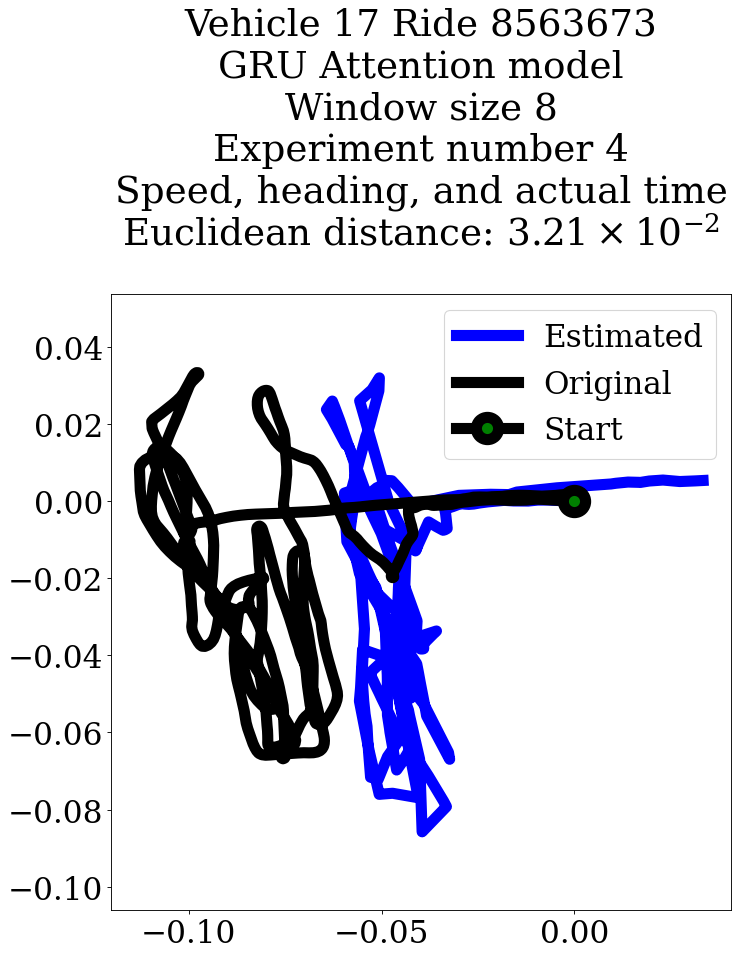 Vehicle 17 Ride 8563673
GRU Attention model
Window size 8
Experiment number 4
Speed, heading, and actual time
Euclidean distance: 3.21 × 10⁻²
Estimated
Original
Start
0.04
0.02
0.00
−0.02
−0.04
−0.06
−0.08
−0.10
−0.10 −0.05 0.00